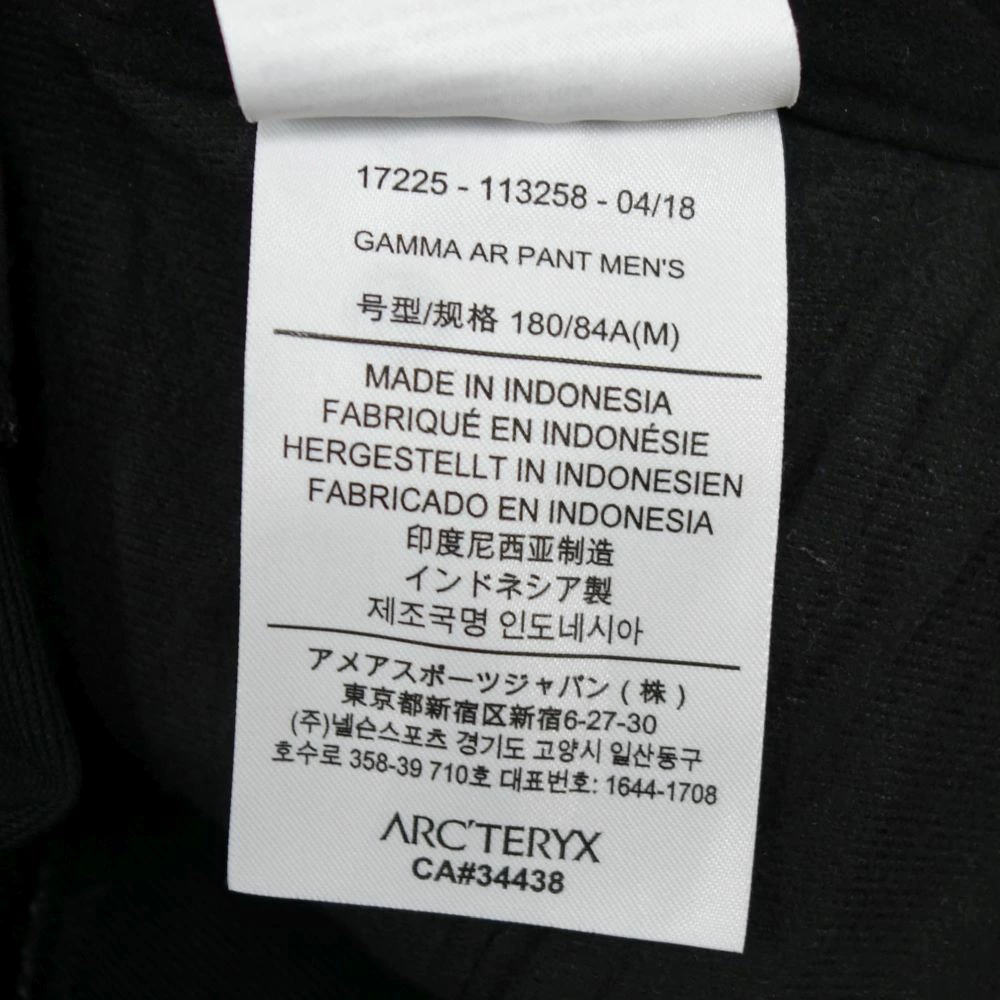 17225 - 113258 - 04/18
GAMMA AR PANT MEN'S
号型/规格 180/84A(M)
MADE IN INDONESIA
FABRIQUÉ EN INDONÉSIE
HERGESTELLT IN INDONESIEN
FABRICADO EN INDONESIA
印度尼西亚制造
インドネシア製
제조국명 인도네시아
アメアスポーツジャパン ( 株 )
東京都新宿区新宿6-27-30
(주)넬슨스포츠 경기도 고양시 일산동구
호수로 358-39 710호 대표번호: 1644-1708
ARC'TERYX
CA#34438